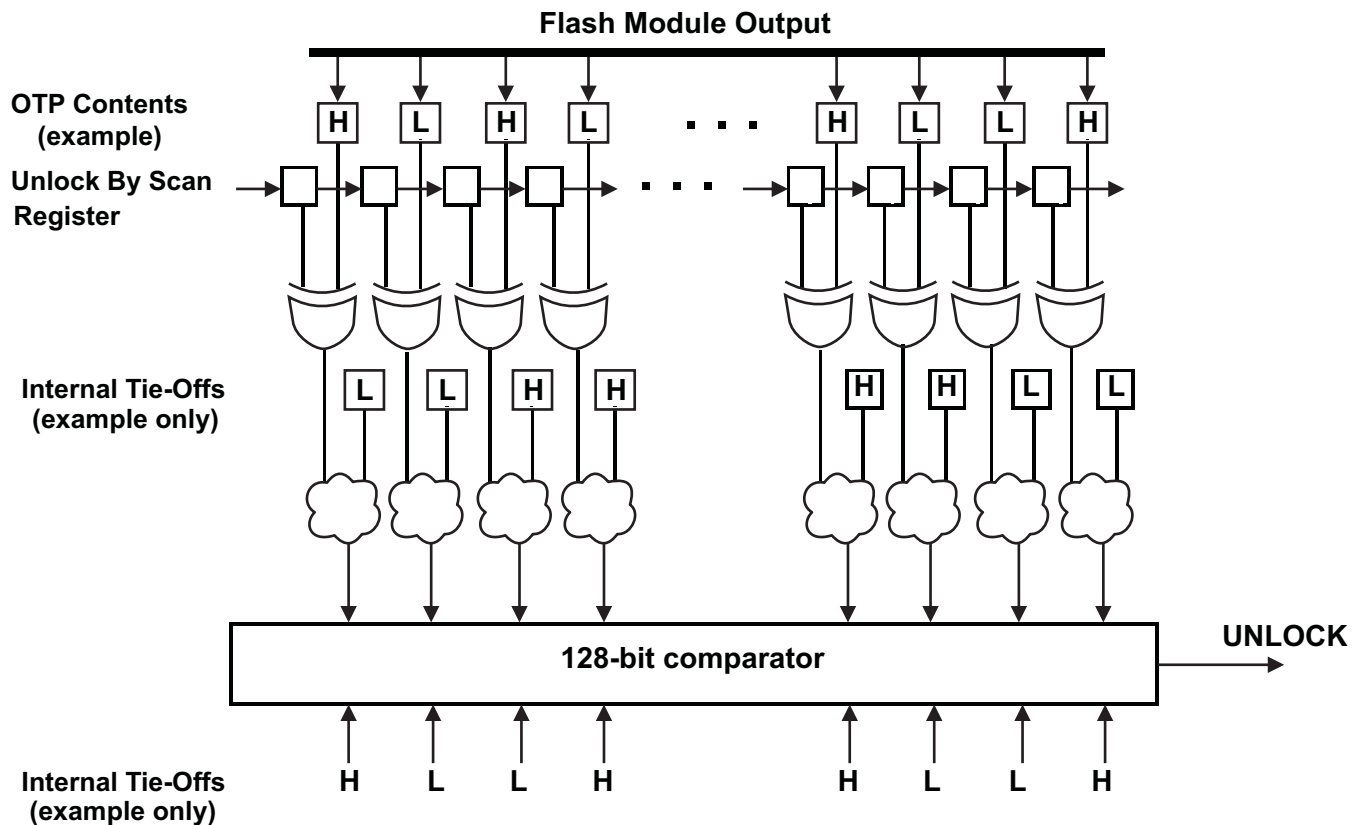 Flash Module Output
OTP Contents
(example)
H L H L . . . H L L H
Unlock By Scan
Register
. . .
Internal Tie-Offs
(example only)
L L H H H H L L
128-bit comparator
UNLOCK
H L L H H L L H
Internal Tie-Offs
(example only)